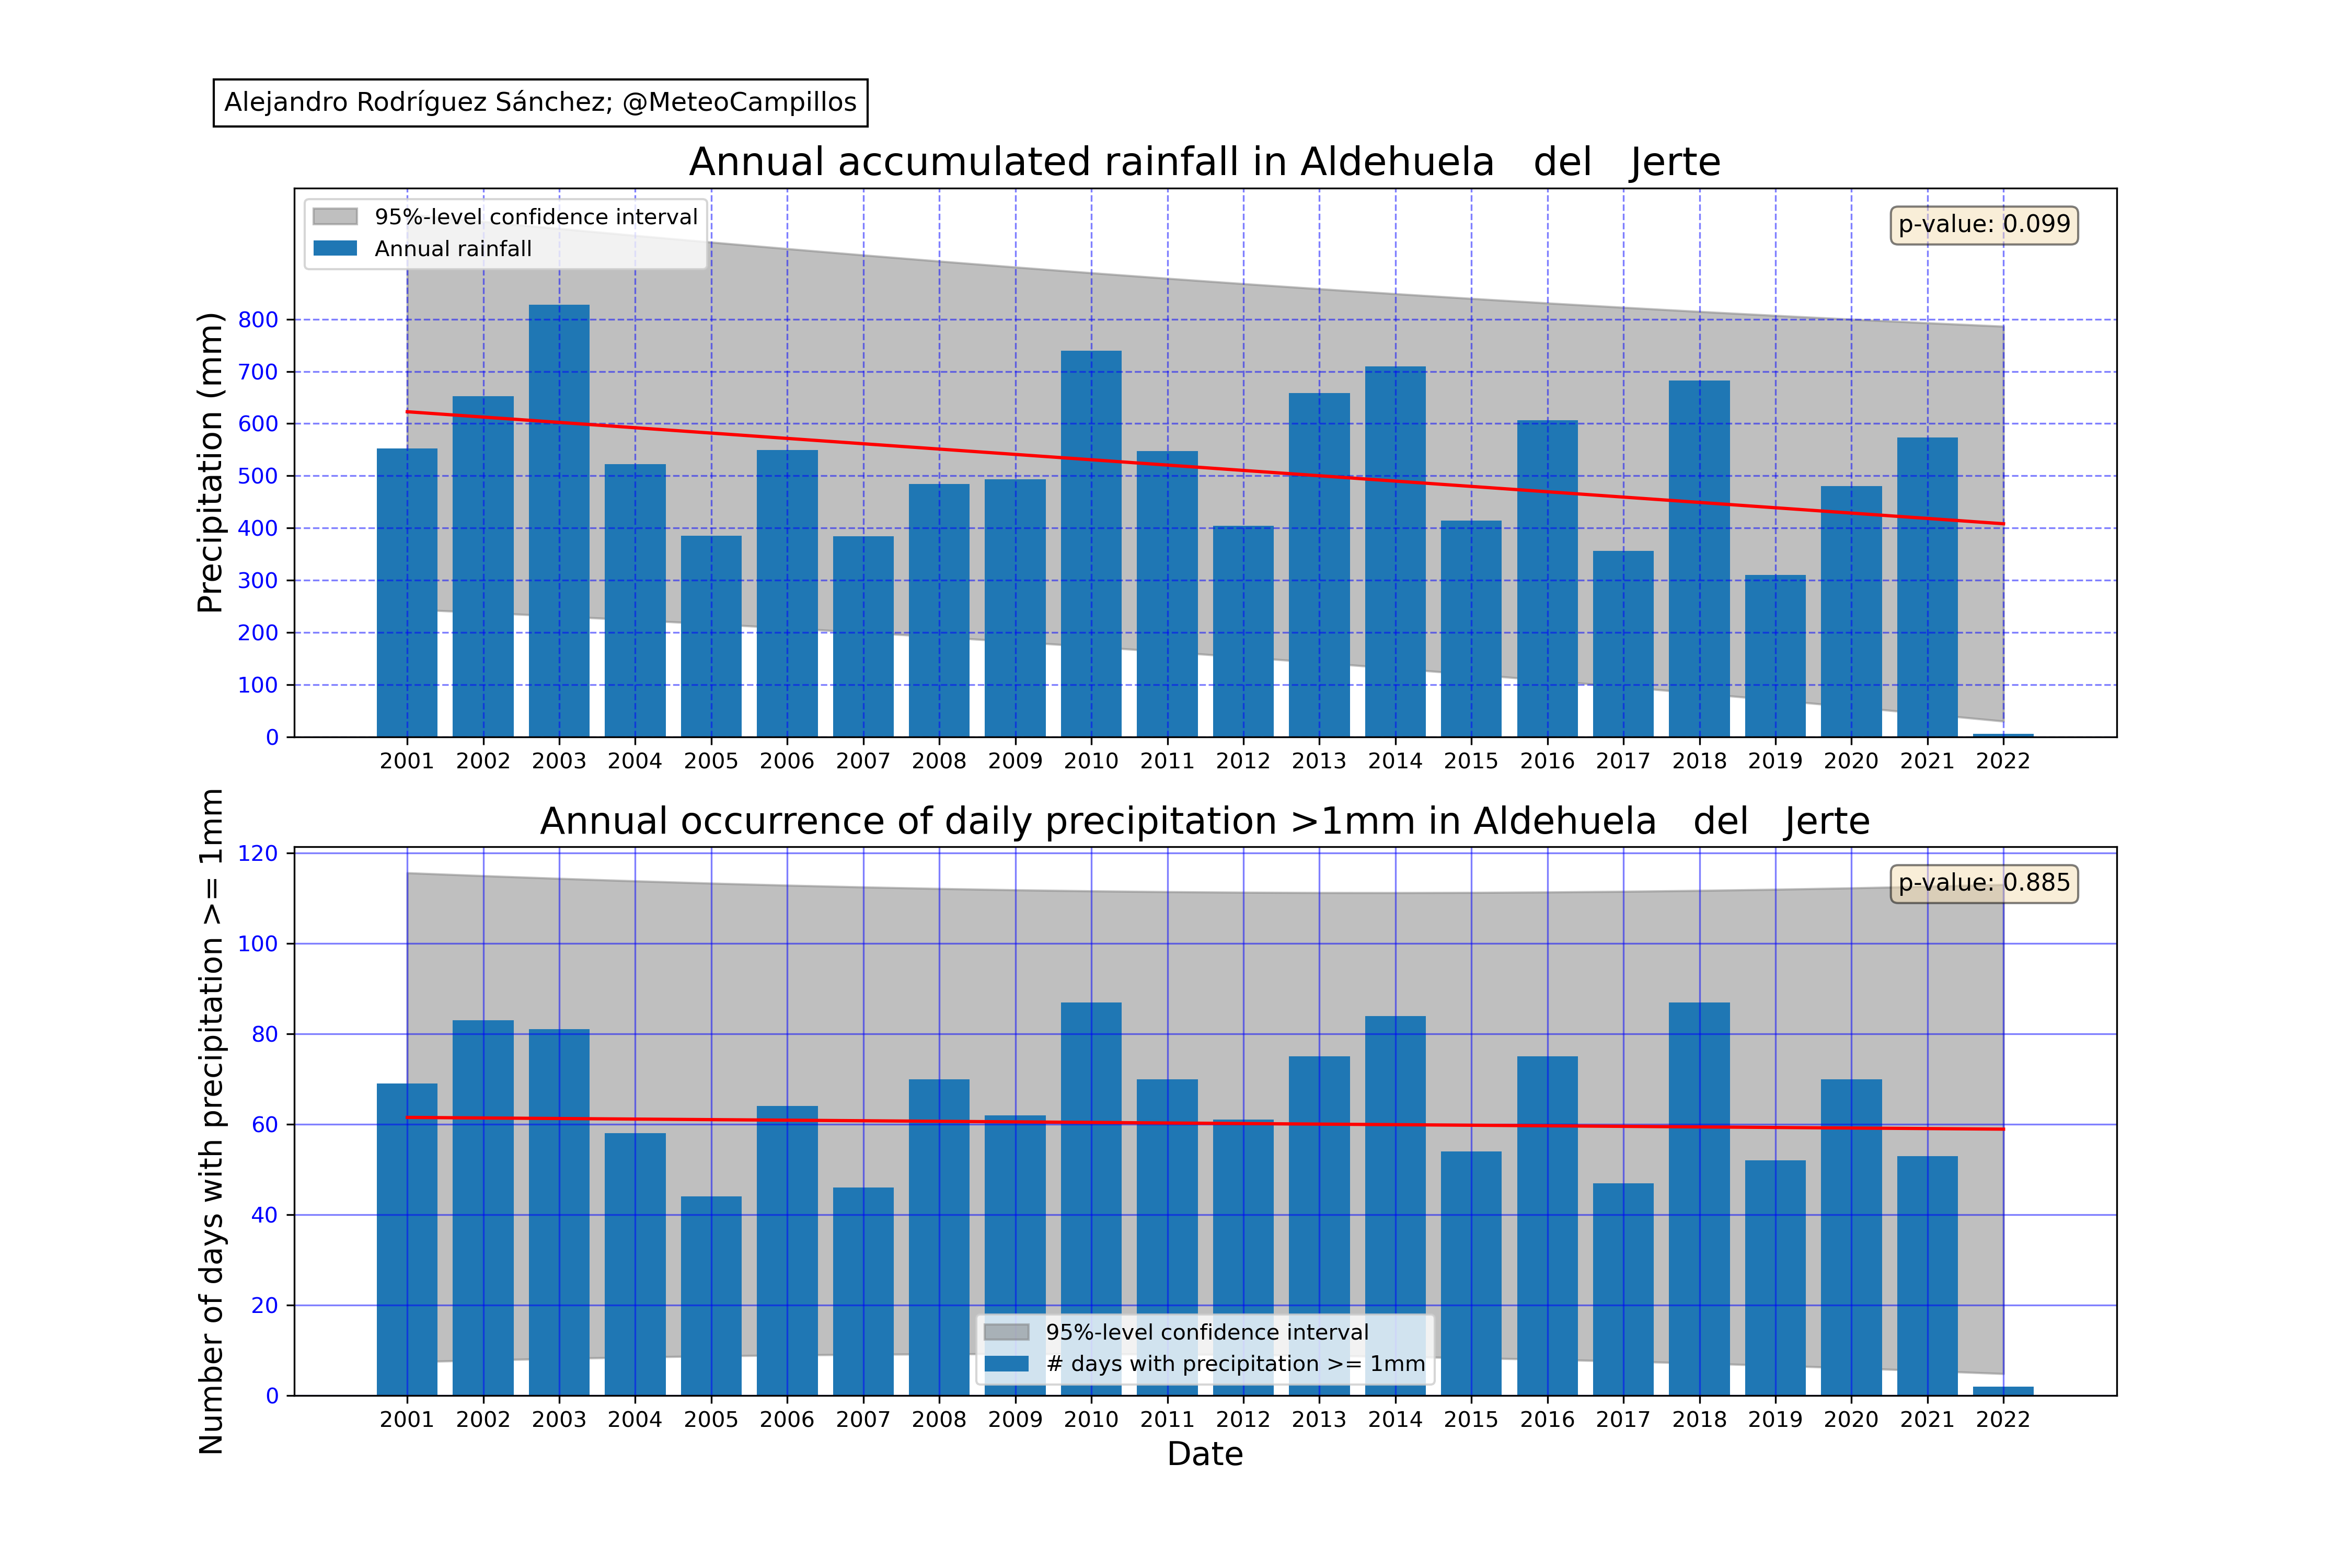 Alejandro Rodríguez Sánchez; @MeteoCampillos
Annual accumulated rainfall in Aldehuela   del   Jerte
95%-level confidence interval
Annual rainfall
p-value: 0.099
Precipitation (mm)
800
700
600
500
400
300
200
100
0
2001 2002 2003 2004 2005 2006 2007 2008 2009 2010 2011 2012 2013 2014 2015 2016 2017 2018 2019 2020 2021 2022
Annual occurrence of daily precipitation >1mm in Aldehuela   del   Jerte
p-value: 0.885
Number of days with precipitation >= 1mm
120
100
80
60
40
20
0
95%-level confidence interval
# days with precipitation >= 1mm
2001 2002 2003 2004 2005 2006 2007 2008 2009 2010 2011 2012 2013 2014 2015 2016 2017 2018 2019 2020 2021 2022
Date